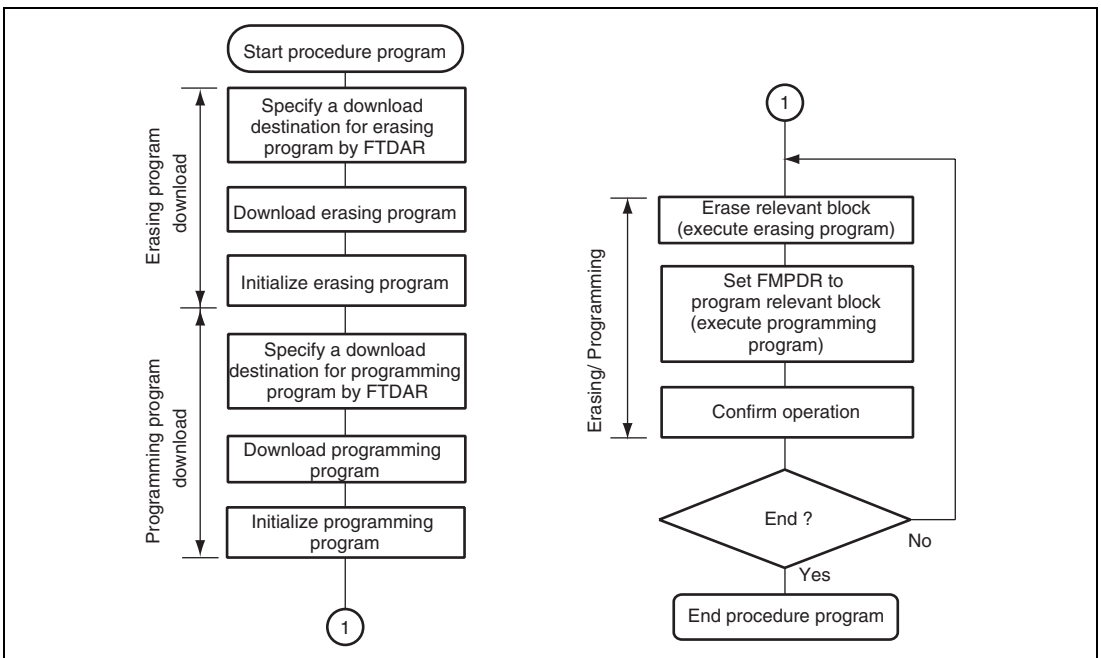 Start procedure program
Erasing program
download
Specify a download
destination for erasing
program by FTDAR
Download erasing program
Initialize erasing program
Programming program
download
Specify a download
destination for programming
program by FTDAR
Download programming
program
Initialize programming
program
1
1
Erasing/ Programming
Erase relevant block
(execute erasing program)
Set FMPDR to
program relevant block
(execute programming
program)
Confirm operation
End ?
No
Yes
End procedure program